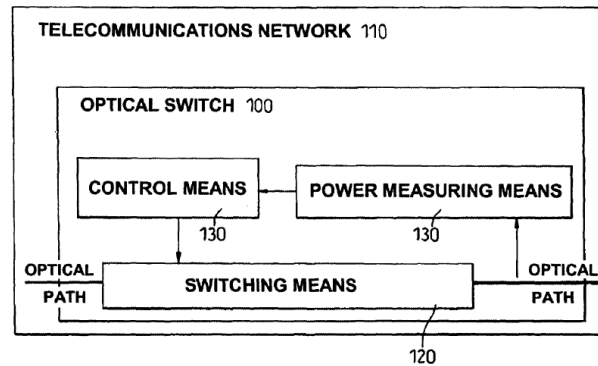 TELECOMMUNICATIONS NETWORK 110
OPTICAL SWITCH 100
CONTROL MEANS
POWER MEASURING MEANS
130
130
OPTICAL
PATH
SWITCHING MEANS
OPTICAL
PATH
120